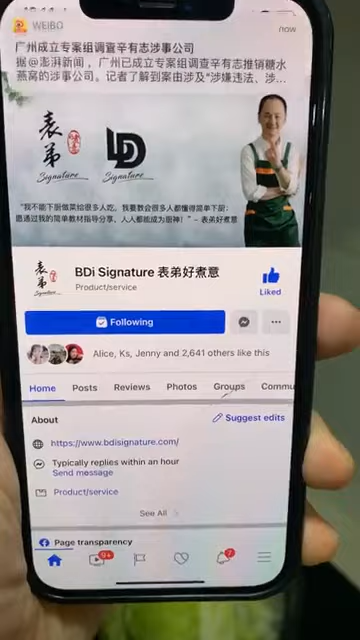 WEIBO
now
广州成立专案组调查辛有志涉事公司
据@澎湃新闻，广州已成立专案组调查辛有志推销糖水
燕窝的涉事公司。记者了解到案由涉及“涉嫌违法、涉...
表弟
Signature
LD
Signature
“我不能下厨做菜给很多人吃。我要教会很多人都懂得简单下厨：
愿通过我的简单教材指导分享，人人都能成为厨神！” – 表弟好煮意
表弟
Signature
BDi Signature 表弟好煮意
Product/service
Liked
Following
Alice, Ks, Jenny and 2,641 others like this
Home
Posts
Reviews
Photos
Groups
Commu
About
Suggest edits
https://www.bdisignature.com/
Typically replies within an hour
Send message
Product/service
See All
Page transparency
9+
7